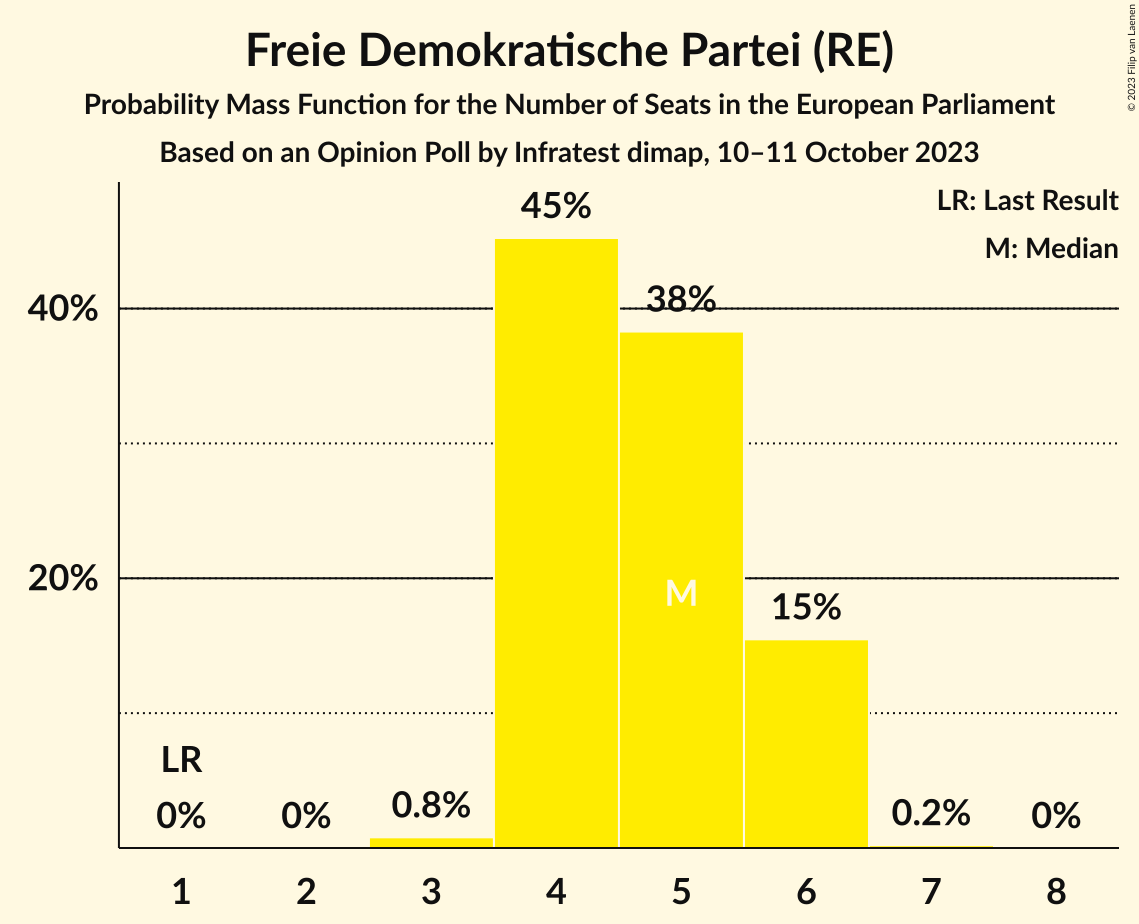 Freie Demokratische Partei (RE)
Probability Mass Function for the Number of Seats in the European Parliament
Based on an Opinion Poll by Infratest dimap, 10–11 October 2023
© 2023 Filip van Laenen
LR: Last Result
M: Median
45%
38%
40%
20%
M
15%
LR
0%
0%
0.8%
0.2%
0%
1 2 3 4 5 6 7 8